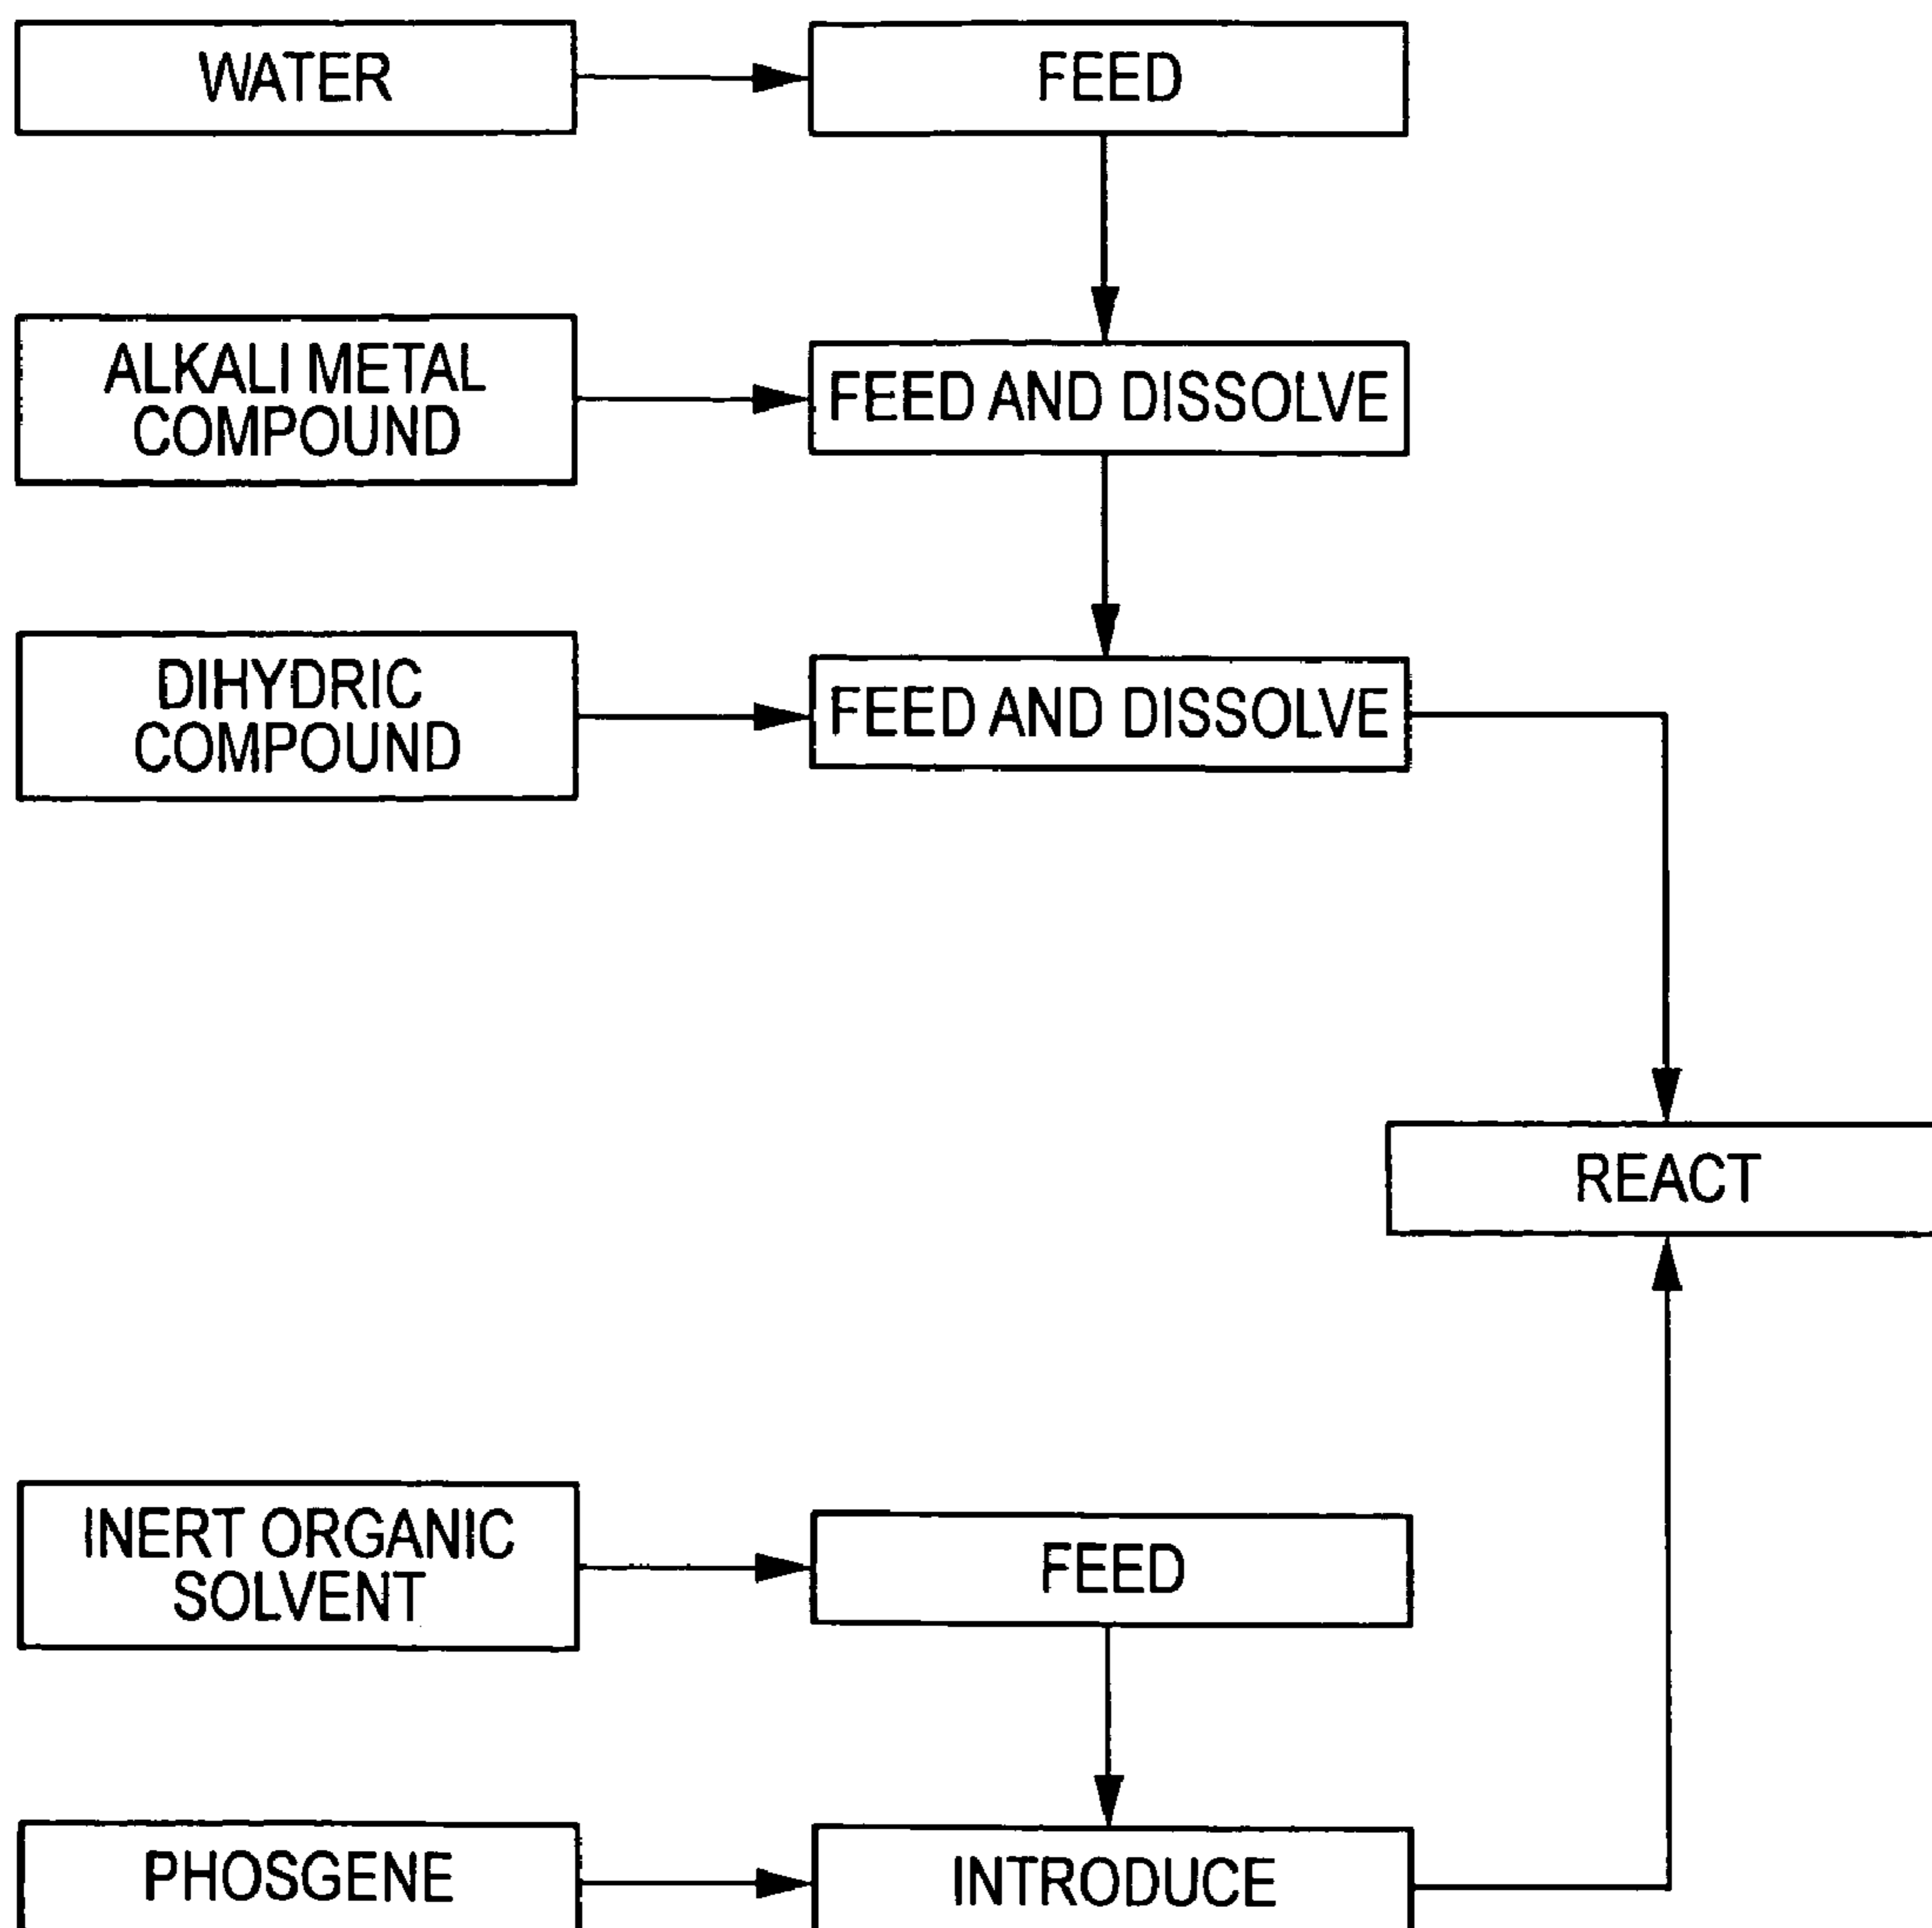 WATER
FEED
ALKALI METAL
COMPOUND
FEED AND DISSOLVE
DIHYDRIC
COMPOUND
FEED AND DISSOLVE
REACT
INERT ORGANIC
SOLVENT
FEED
PHOSGENE
INTRODUCE